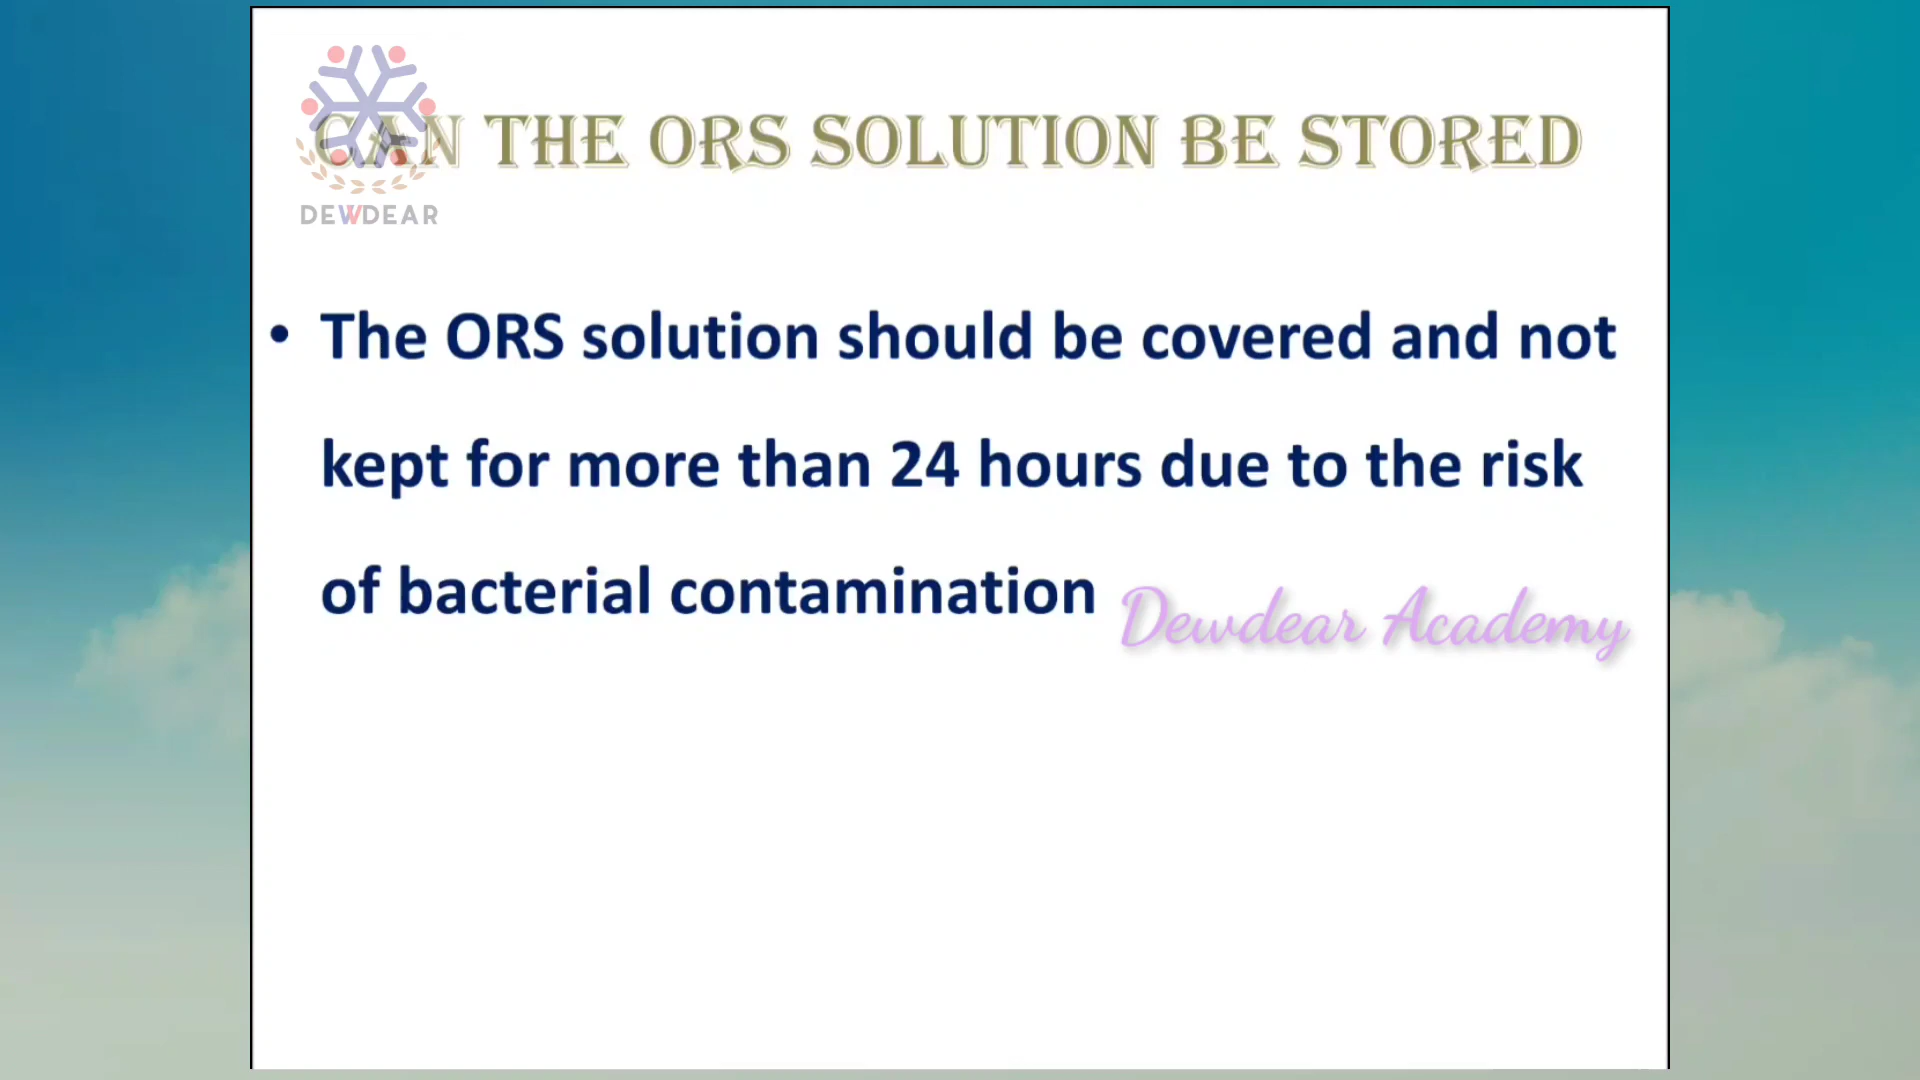 CAN THE ORS SOLUTION BE STORED
DEWDEAR
• The ORS solution should be covered and not
kept for more than 24 hours due to the risk
of bacterial contamination
Dewdear Academy